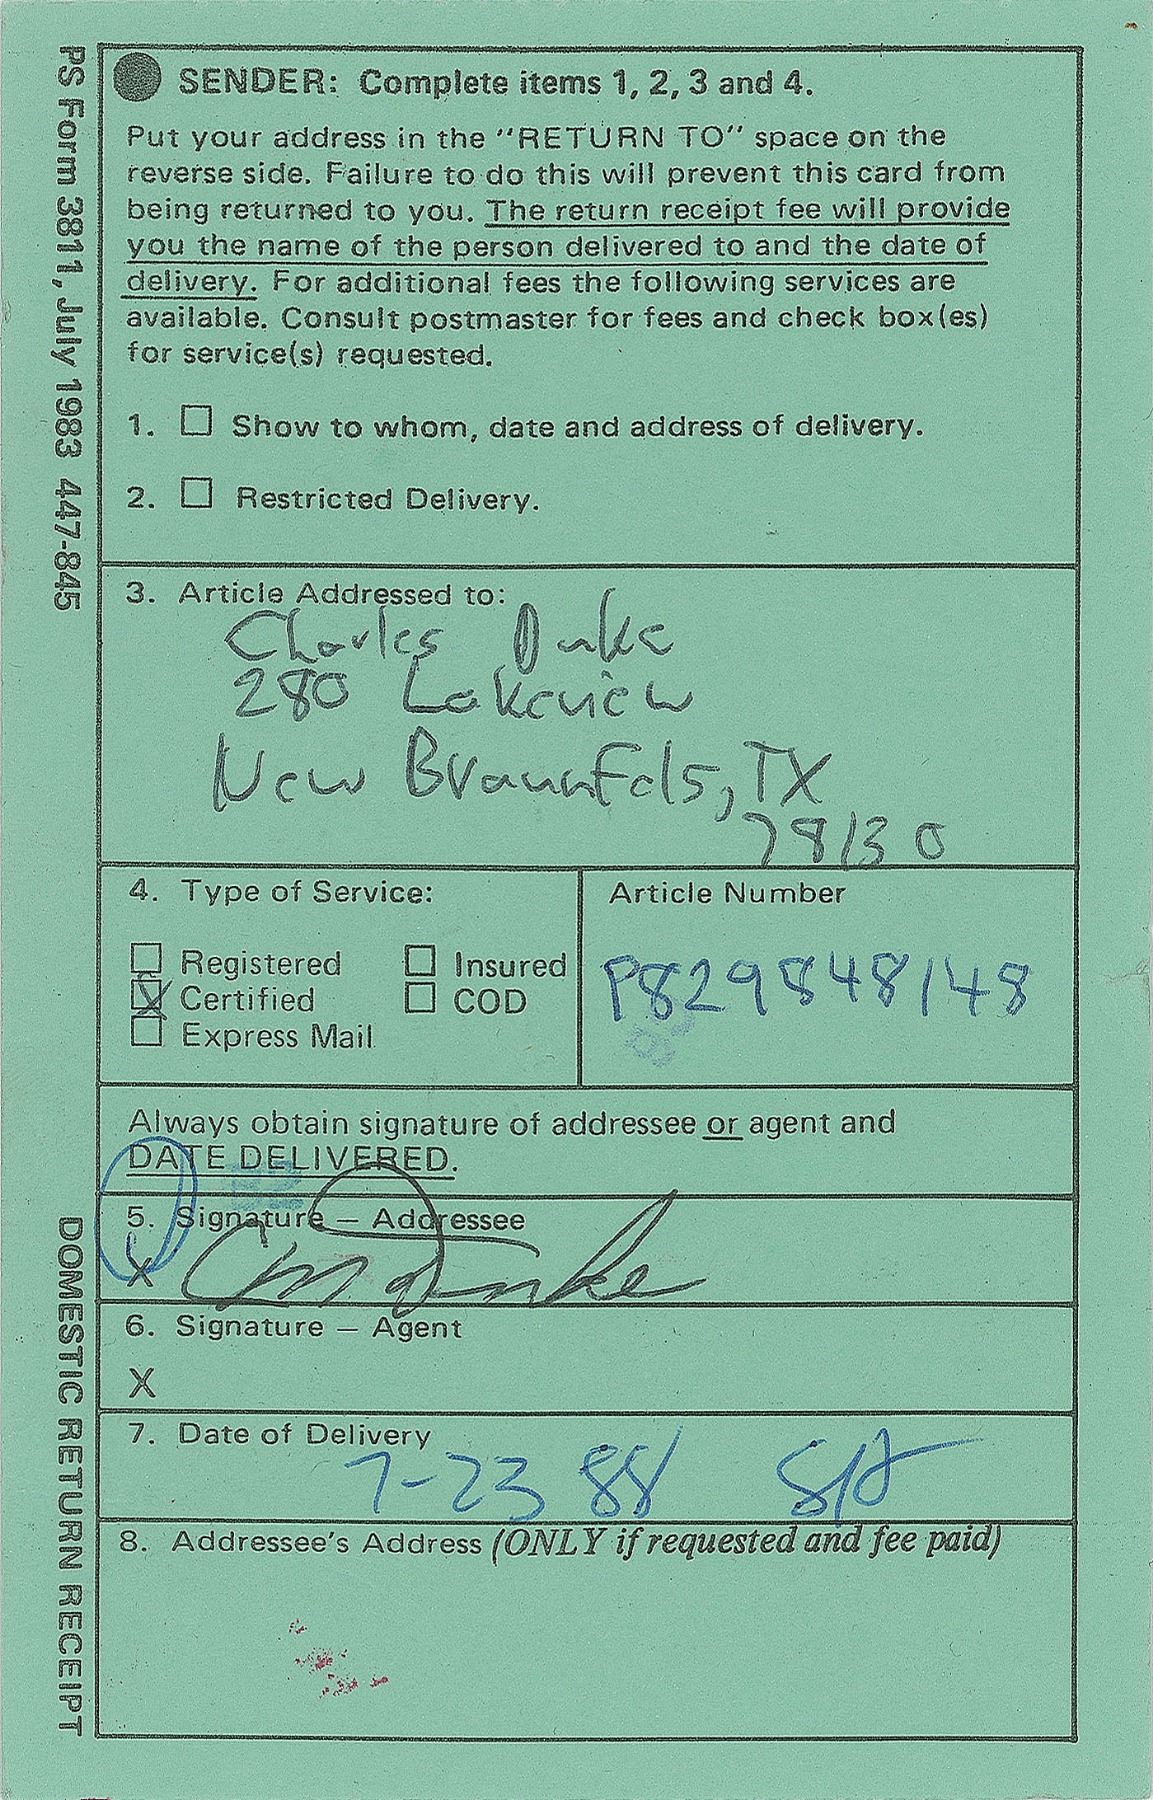 SENDER: Complete items 1, 2, 3 and 4.
Put your address in the "RETURN TO" space on the
reverse side. Failure to do this will prevent this card from
being returned to you. The return receipt fee will provide
you the name of the person delivered to and the date of
delivery. For additional fees the following services are
available. Consult postmaster for fees and check box(es)
for service(s) requested.
1. ☐ Show to whom, date and address of delivery.
2. ☐ Restricted Delivery.
3. Article Addressed to:
Charles Duke
280 Lakeview
New Braunfels, TX
78130
4. Type of Service:
☐ Registered ☐ Insured
☒ Certified ☐ COD
☐ Express Mail
Article Number
P829848148
Always obtain signature of addressee or agent and
DATE DELIVERED.
5. Signature – Addressee
X CM Duke
6. Signature – Agent
X
7. Date of Delivery
7-23 88
8. Addressee's Address (ONLY if requested and fee paid)
PS Form 3811, July 1983 447-845
DOMESTIC RETURN RECEIPT